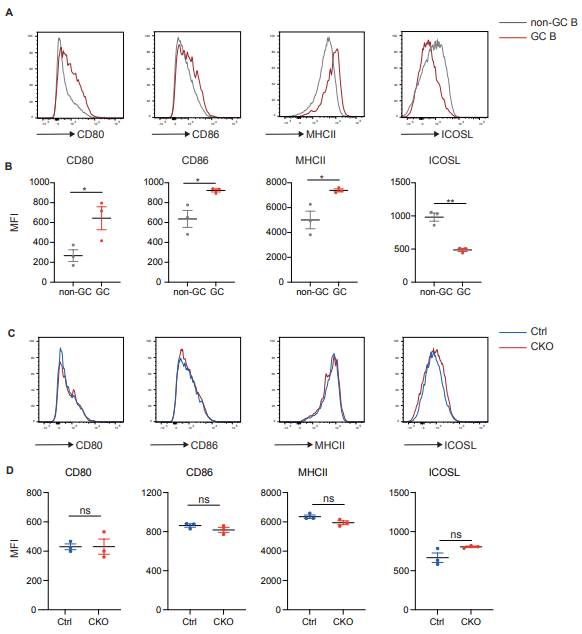 A
non-GC B
GC B
CD80
CD86
MHCII
ICOSL
B
CD80
CD86
MHCII
ICOSL
MFI
1000
800
600
400
200
0
*
non-GC GC
1000
800
600
400
200
0
*
non-GC GC
8000
6000
4000
2000
0
*
non-GC GC
1500
1000
500
0
**
non-GC GC
C
Ctrl
CKO
CD80
CD86
MHCII
ICOSL
D
CD80
CD86
MHCII
ICOSL
MFI
800
600
400
200
0
ns
Ctrl CKO
1200
800
400
0
ns
Ctrl CKO
8000
6000
4000
2000
0
ns
Ctrl CKO
1500
1000
500
0
ns
Ctrl CKO